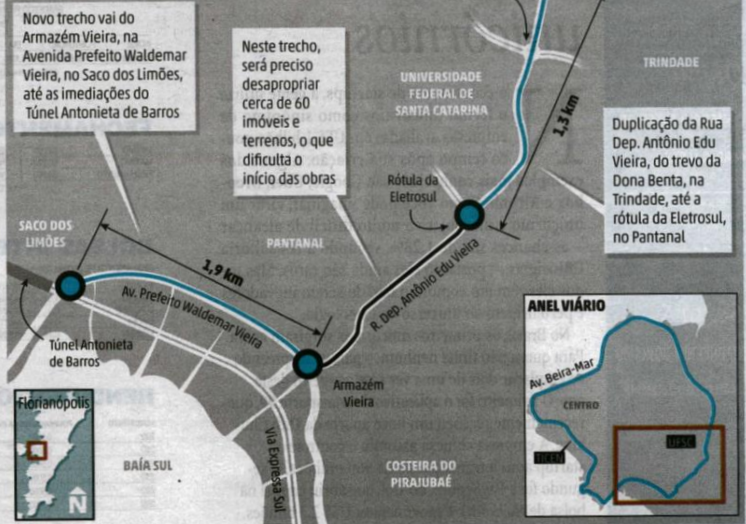 Novo trecho vai do
Armazém Vieira, na
Avenida Prefeito Waldemar
Vieira, no Saco dos Limões,
até as imediações do
Túnel Antonieta de Barros
Neste trecho,
será preciso
desapropriar
cerca de 60
imóveis e
terrenos, o que
dificulta o
início das obras
UNIVERSIDADE
FEDERAL DE
SANTA CATARINA
TRINDADE
1,3 km
Duplicação da Rua
Dep. Antônio Edu
Vieira, do trevo da
Dona Benta, na
Trindade, até a
rótula da Eletrosul,
no Pantanal
Rótula da
Eletrosul
SACO DOS
LIMÕES
PANTANAL
1,9 km
Av. Prefeito Waldemar Vieira
R. Dep. Antônio Edu Vieira
Túnel Antonieta
de Barros
Armazém
Vieira
Via Expressa Sul
Florianópolis
N
BAÍA SUL
COSTEIRA DO
PIRAJUBAÉ
ANEL VIÁRIO
Av. Beira-Mar
CENTRO
TICEN
UFSC